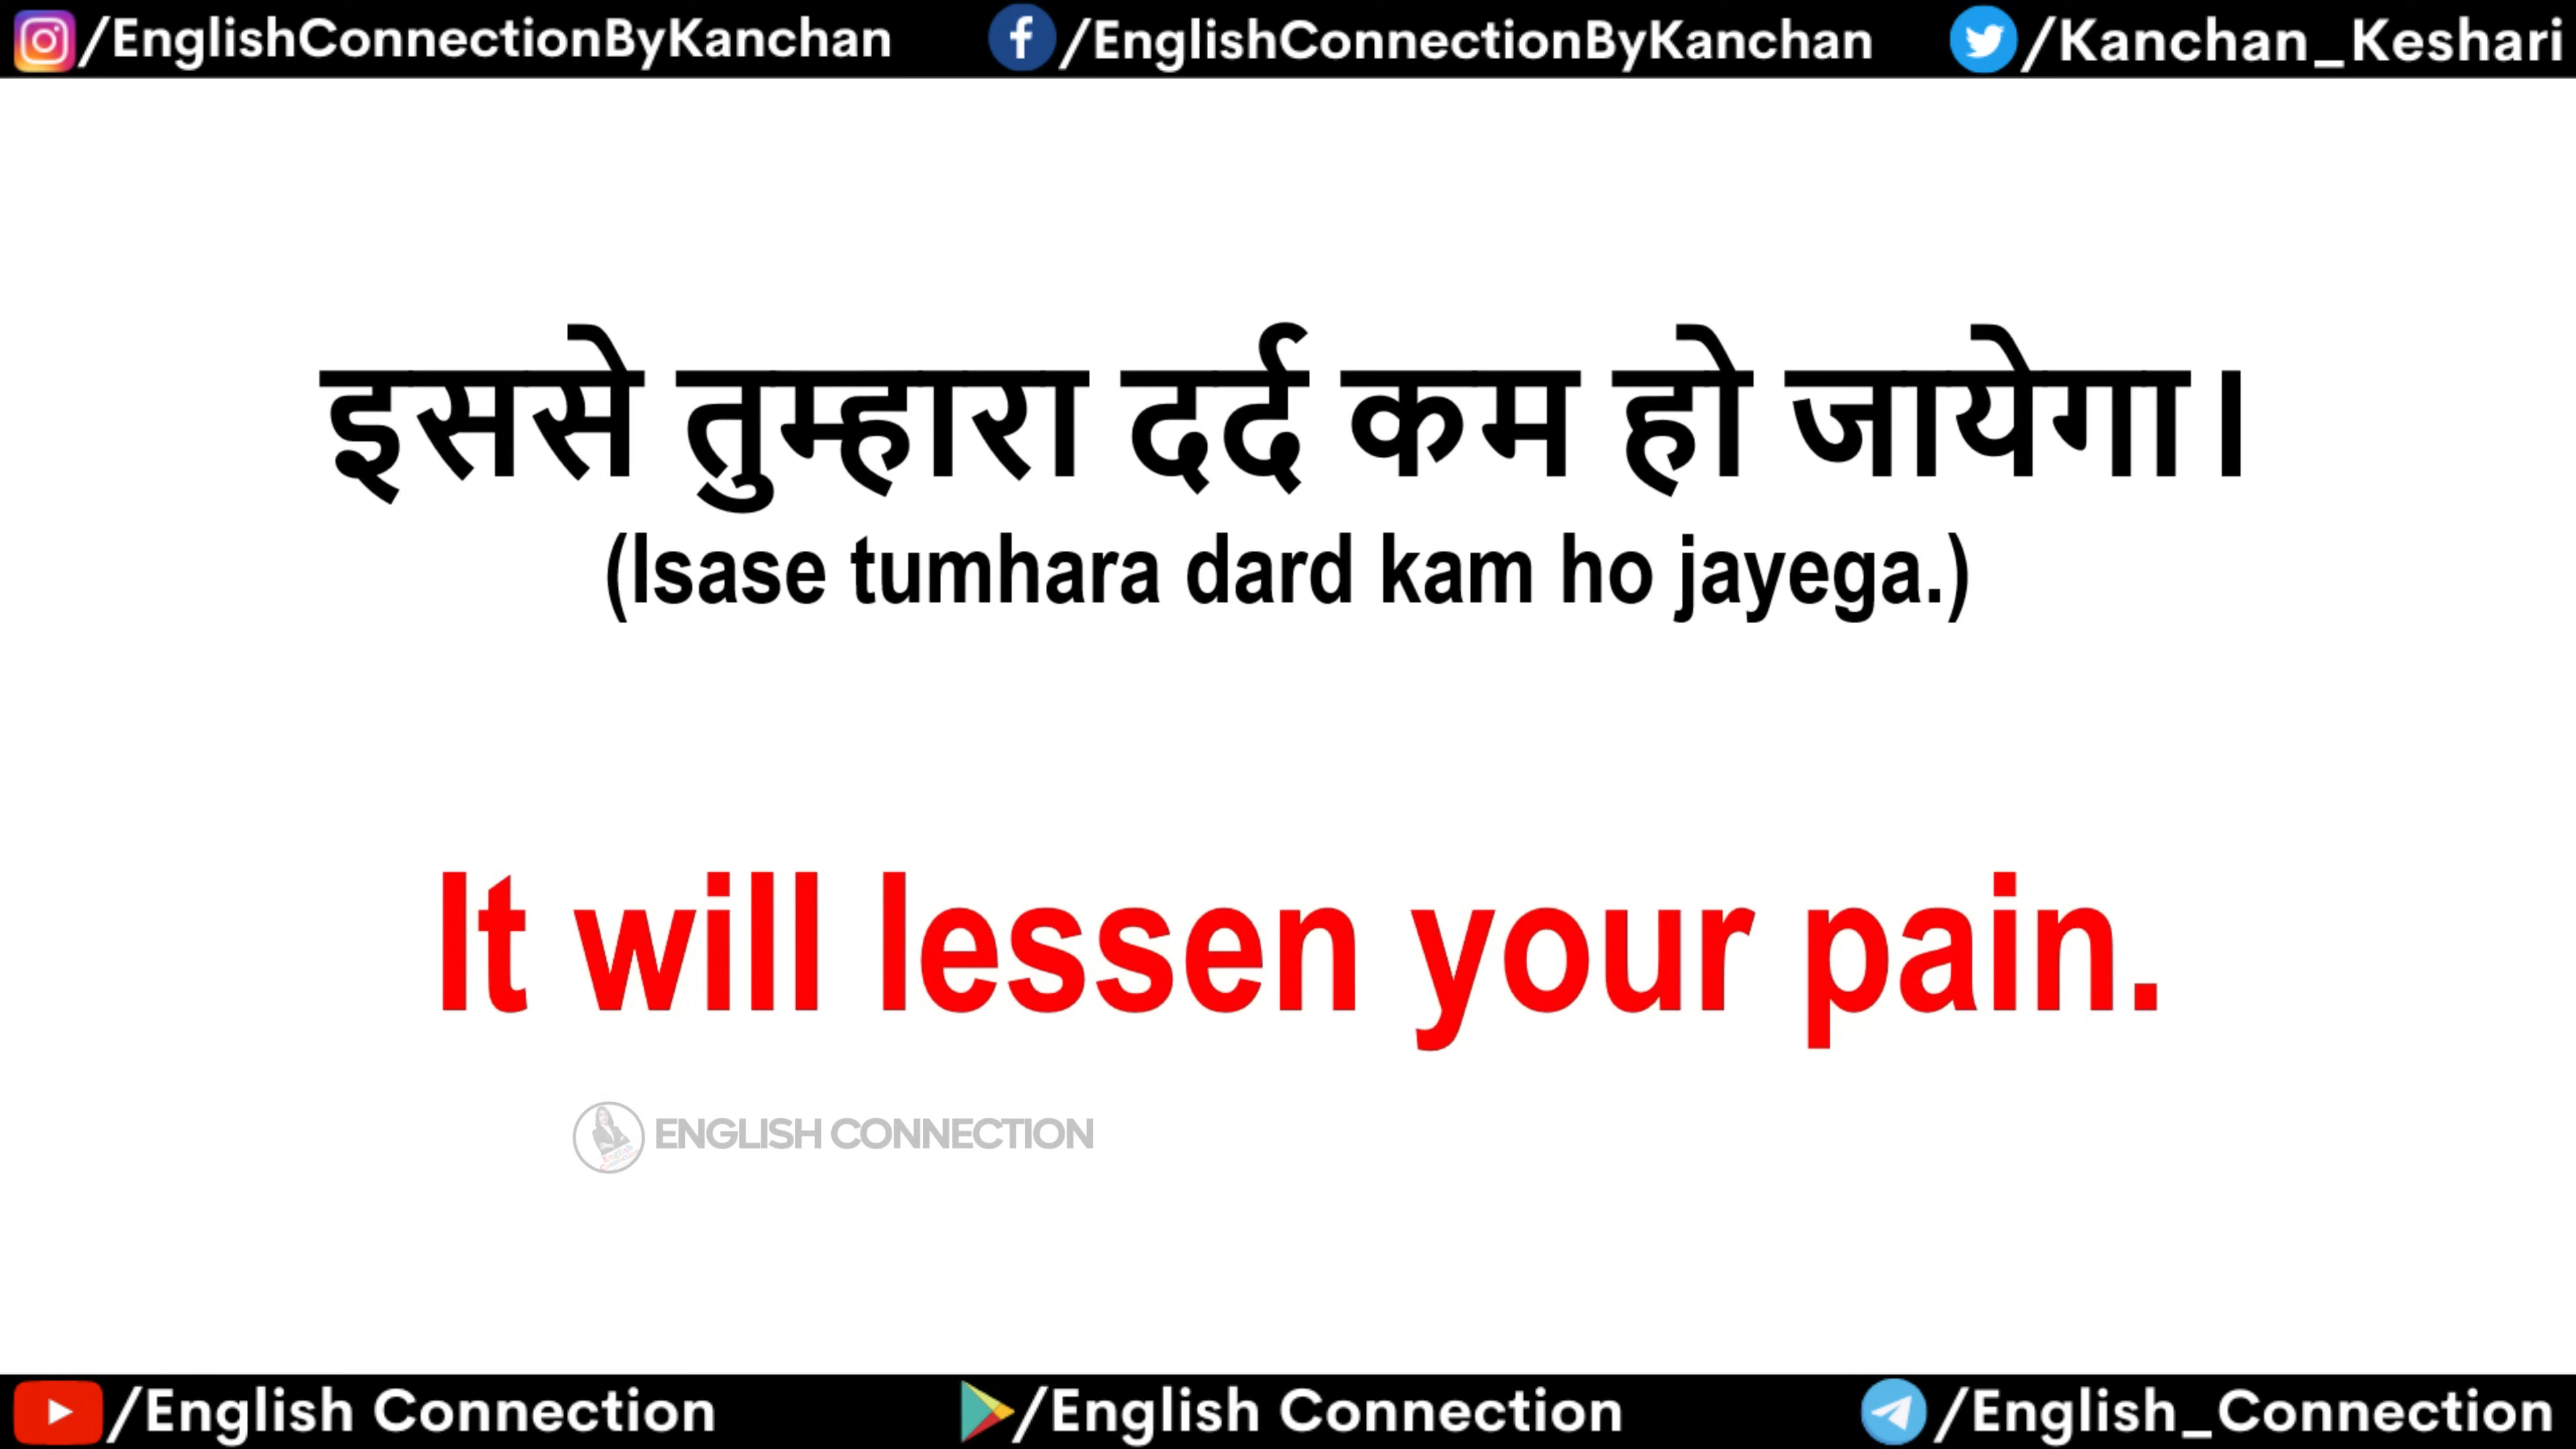 /EnglishConnectionByKanchan /EnglishConnectionByKanchan /Kanchan_Keshari
इससे तुम्हारा दर्द कम हो जायेगा।
(Isase tumhara dard kam ho jayega.)
It will lessen your pain.
ENGLISH CONNECTION
/English Connection /English Connection /English_Connection